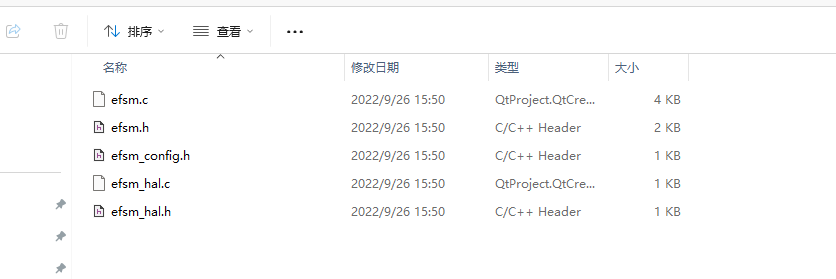 排序 查看 •••
名称 修改日期 类型 大小
efsm.c 2022/9/26 15:50 QtProject.QtCre... 4 KB
efsm.h 2022/9/26 15:50 C/C++ Header 2 KB
efsm_config.h 2022/9/26 15:50 C/C++ Header 1 KB
efsm_hal.c 2022/9/26 15:50 QtProject.QtCre... 1 KB
efsm_hal.h 2022/9/26 15:50 C/C++ Header 1 KB